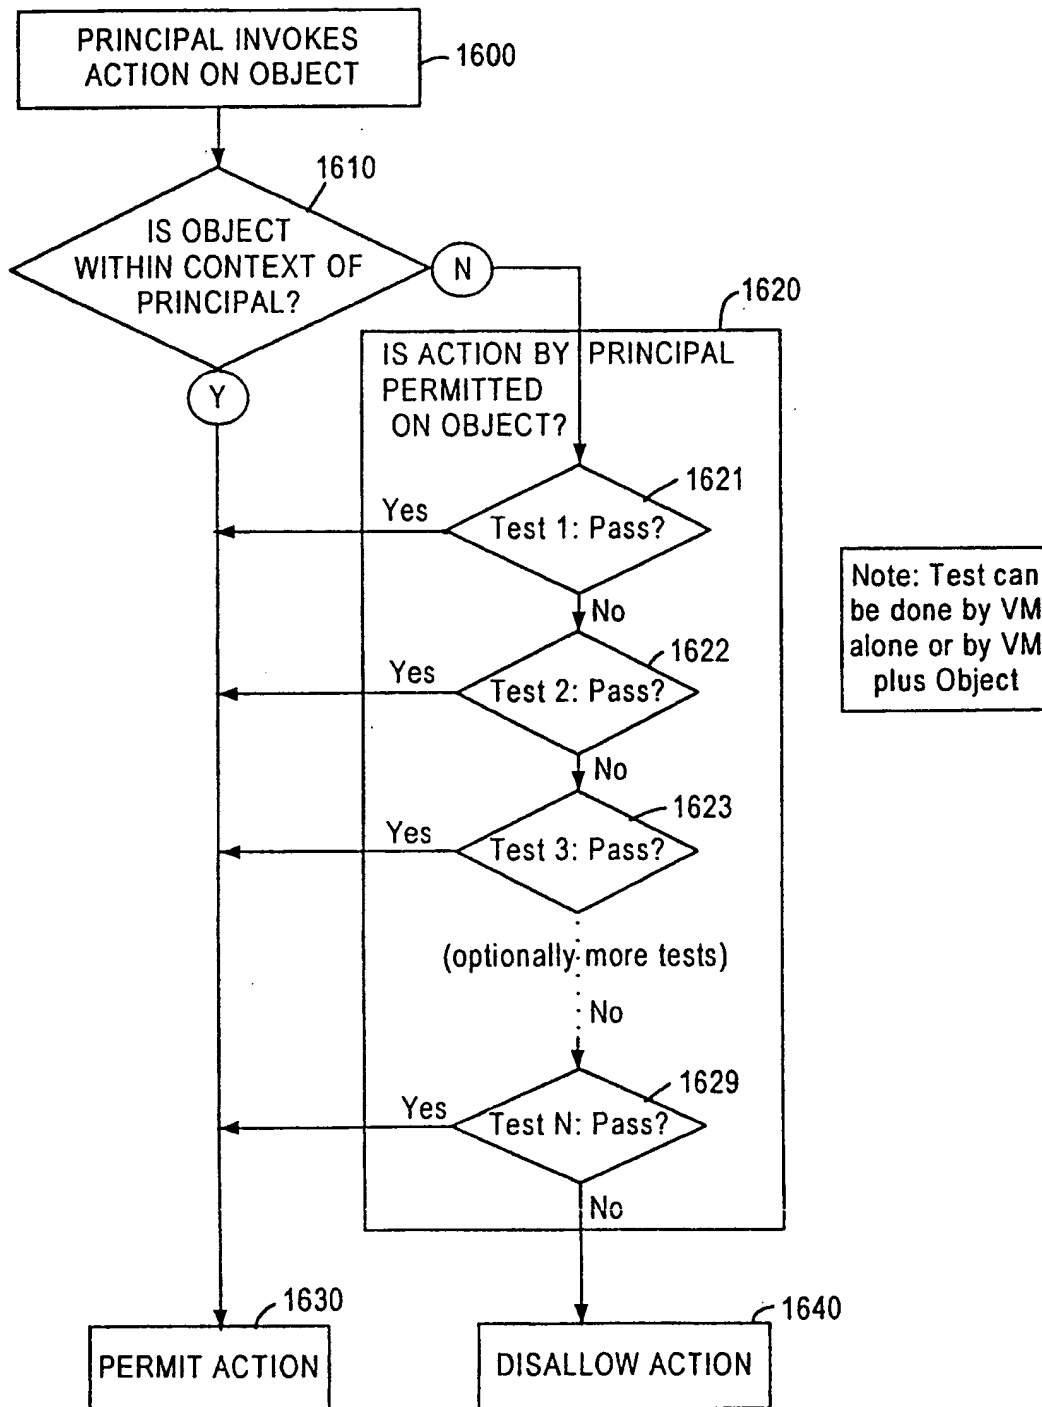 PRINCIPAL INVOKES
ACTION ON OBJECT
1600
1610
IS OBJECT
WITHIN CONTEXT OF
PRINCIPAL?
N
Y
1620
IS ACTION BY PRINCIPAL
PERMITTED
ON OBJECT?
1621
Yes
Test 1: Pass?
No
1622
Yes
Test 2: Pass?
No
1623
Yes
Test 3: Pass?
(optionally more tests)
No
1629
Yes
Test N: Pass?
No
Note: Test can
be done by VM
alone or by VM
plus Object
1630
PERMIT ACTION
1640
DISALLOW ACTION